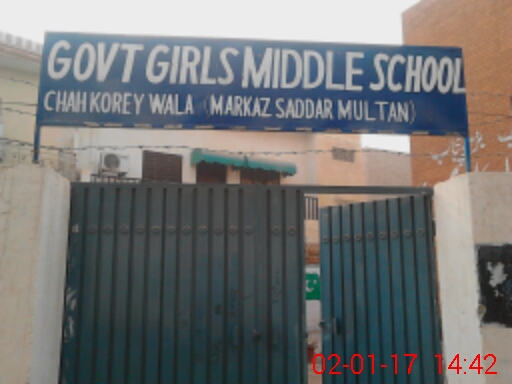 GOVT GIRLS MIDDLE SCHOOL
CHAH KOREY WALA (MARKAZ SADDAR MULTAN)
02-01-17 14:42